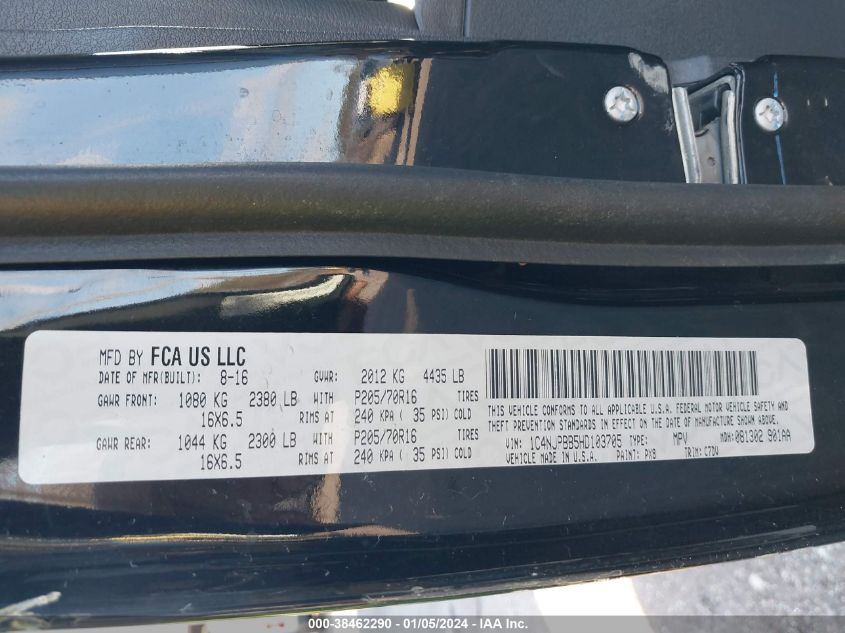 MFD BY FCA US LLC
DATE OF MFR(BUILT): 8-16 GVWR: 2012 KG 4435 LB
GAWR FRONT: 1080 KG 2380 LB WITH P205/70R16 TIRES
16X6.5 RIMS AT 240 KPA ( 35 PSI) COLD
GAWR REAR: 1044 KG 2300 LB WITH P205/70R16 TIRES
16X6.5 RIMS AT 240 KPA ( 35 PSI) COLD
THIS VEHICLE CONFORMS TO ALL APPLICABLE U.S.A. FEDERAL MOTOR VEHICLE SAFETY AND
THEFT PREVENTION STANDARDS IN EFFECT ON THE DATE OF MANUFACTURE SHOWN ABOVE.
VIN: 1C4NJPBB5HD103705 TYPE: MPV MDH: 081302 901AA
VEHICLE MADE IN U.S.A. PAINT: PX8 TRIM: C7DV
000-38462290 - 01/05/2024 - IAA Inc.